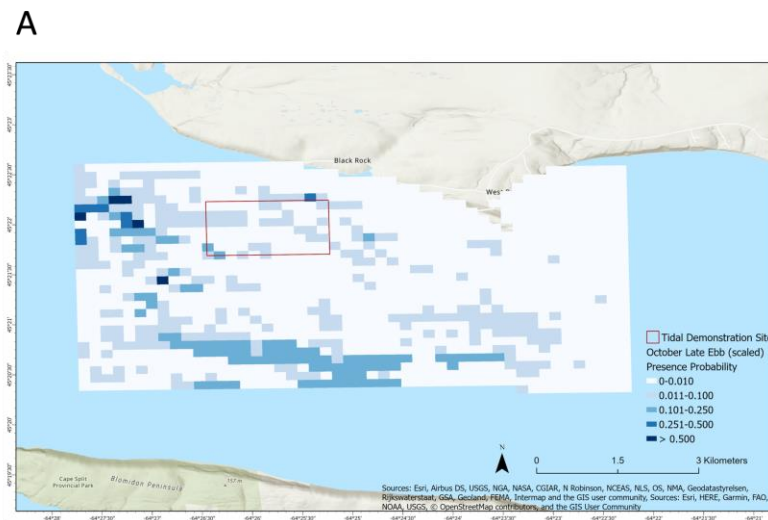 A
Black Rock
West
Tidal Demonstration Site
October Late Ebb (scaled)
Presence Probability
0-0.010
0.011-0.100
0.101-0.250
0.251-0.500
> 0.500
N
0 1.5 3 Kilometers
Cape Split
Provincial Park
Blomidon Peninsula
Sources: Esri, Airbus DS, USGS, NGA, NASA, CGIAR, N Robinson, NCEAS, NLS, OS, NMA, Geodatastyrelsen,
Rijkswaterstaat, GSA, Geoland, FEMA, Intermap and the GIS user community, Sources: Esri, HERE, Garmin, FAO,
NOAA, USGS, © OpenStreetMap contributors, and the GIS User Community